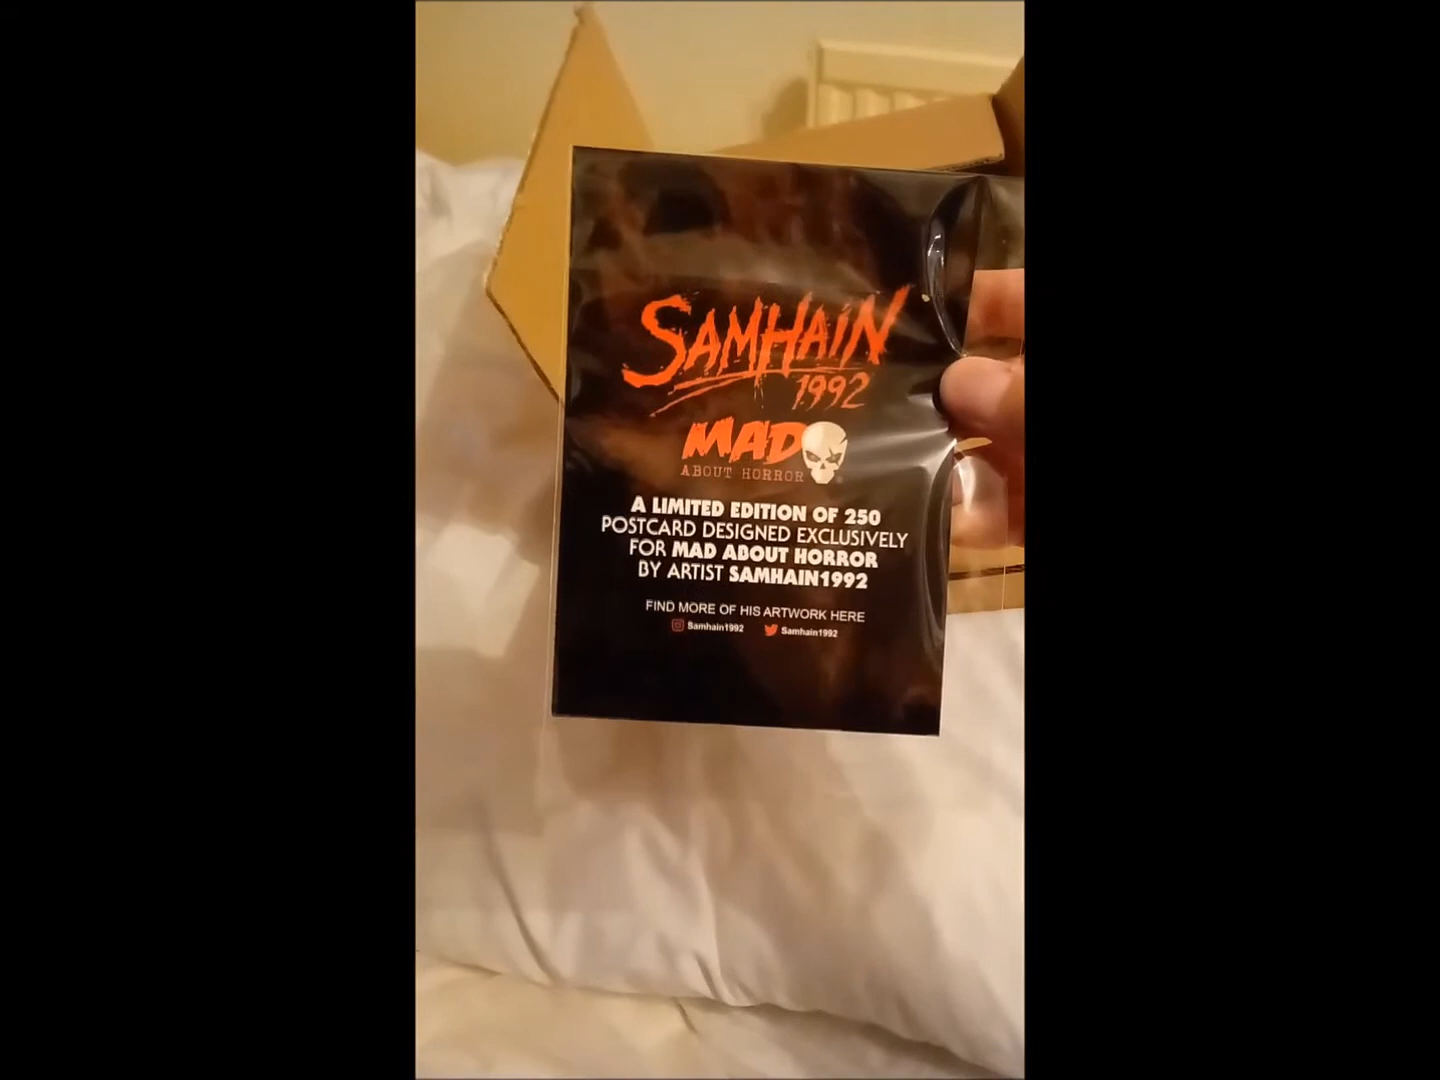 SAMHAIN
1992
MAD
ABOUT HORROR
A LIMITED EDITION OF 250
POSTCARD DESIGNED EXCLUSIVELY
FOR MAD ABOUT HORROR
BY ARTIST SAMHAIN1992
FIND MORE OF HIS ARTWORK HERE
Samhain1992 Samhain1992